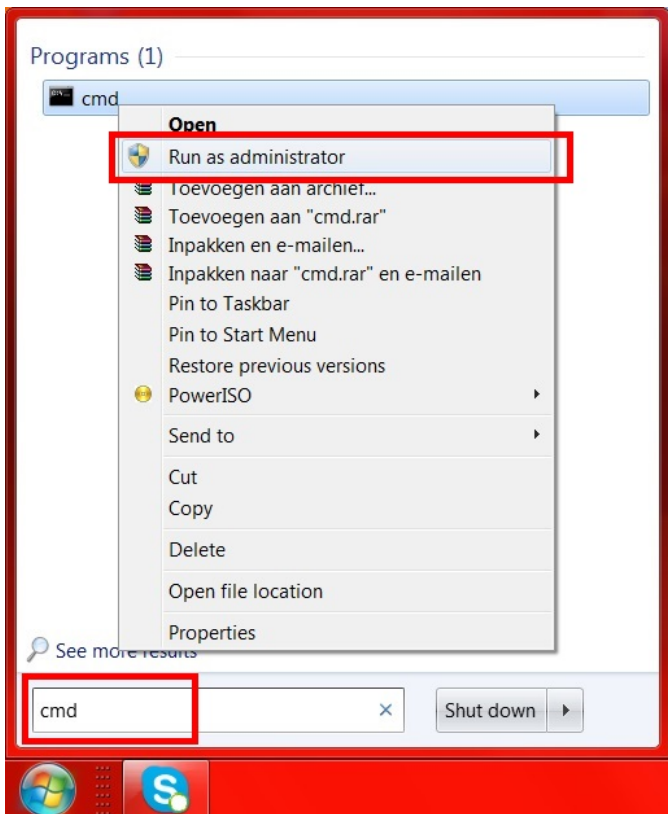 Programs (1)
cmd
Open
Run as administrator
Toevoegen aan archief...
Toevoegen aan "cmd.rar"
Inpakken en e-mailen...
Inpakken naar "cmd.rar" en e-mailen
Pin to Taskbar
Pin to Start Menu
Restore previous versions
PowerISO
Send to
Cut
Copy
Delete
Open file location
Properties
See more results
cmd
Shut down